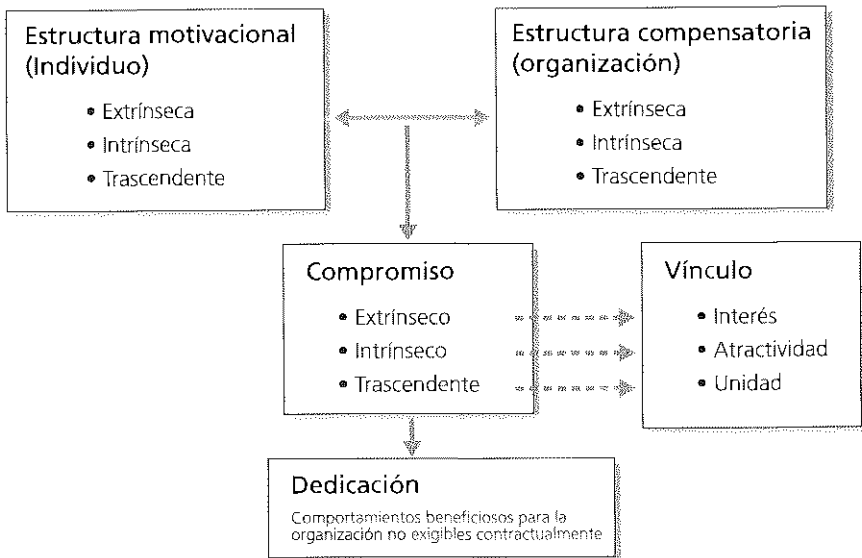 Estructura motivacional
(Individuo)
• Extrínseca
• Intrínseca
• Trascendente
Estructura compensatoria
(organización)
• Extrínseca
• Intrínseca
• Trascendente
Compromiso
• Extrínseco
• Intrínseco
• Trascendente
Vínculo
• Interés
• Atractividad
• Unidad
Dedicación
Comportamientos beneficiosos para la
organización no exigibles contractualmente